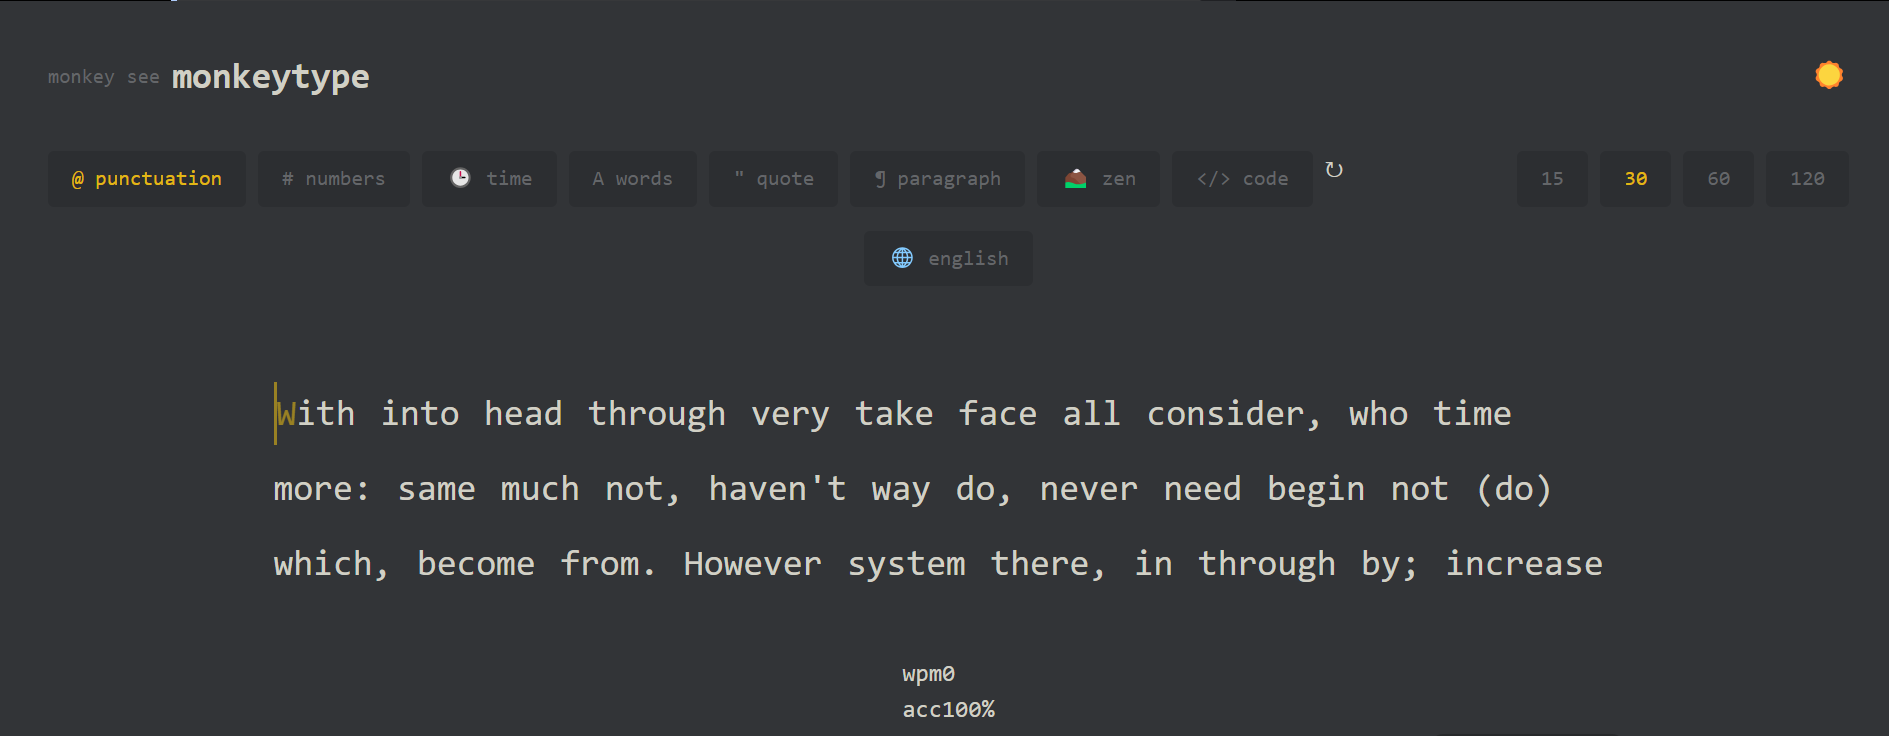 monkey see monkeytype
@ punctuation # numbers time A words " quote ¶ paragraph zen </> code ↻ 15 30 60 120
english
With into head through very take face all consider, who time
more: same much not, haven't way do, never need begin not (do)
which, become from. However system there, in through by; increase
wpm0
acc100%